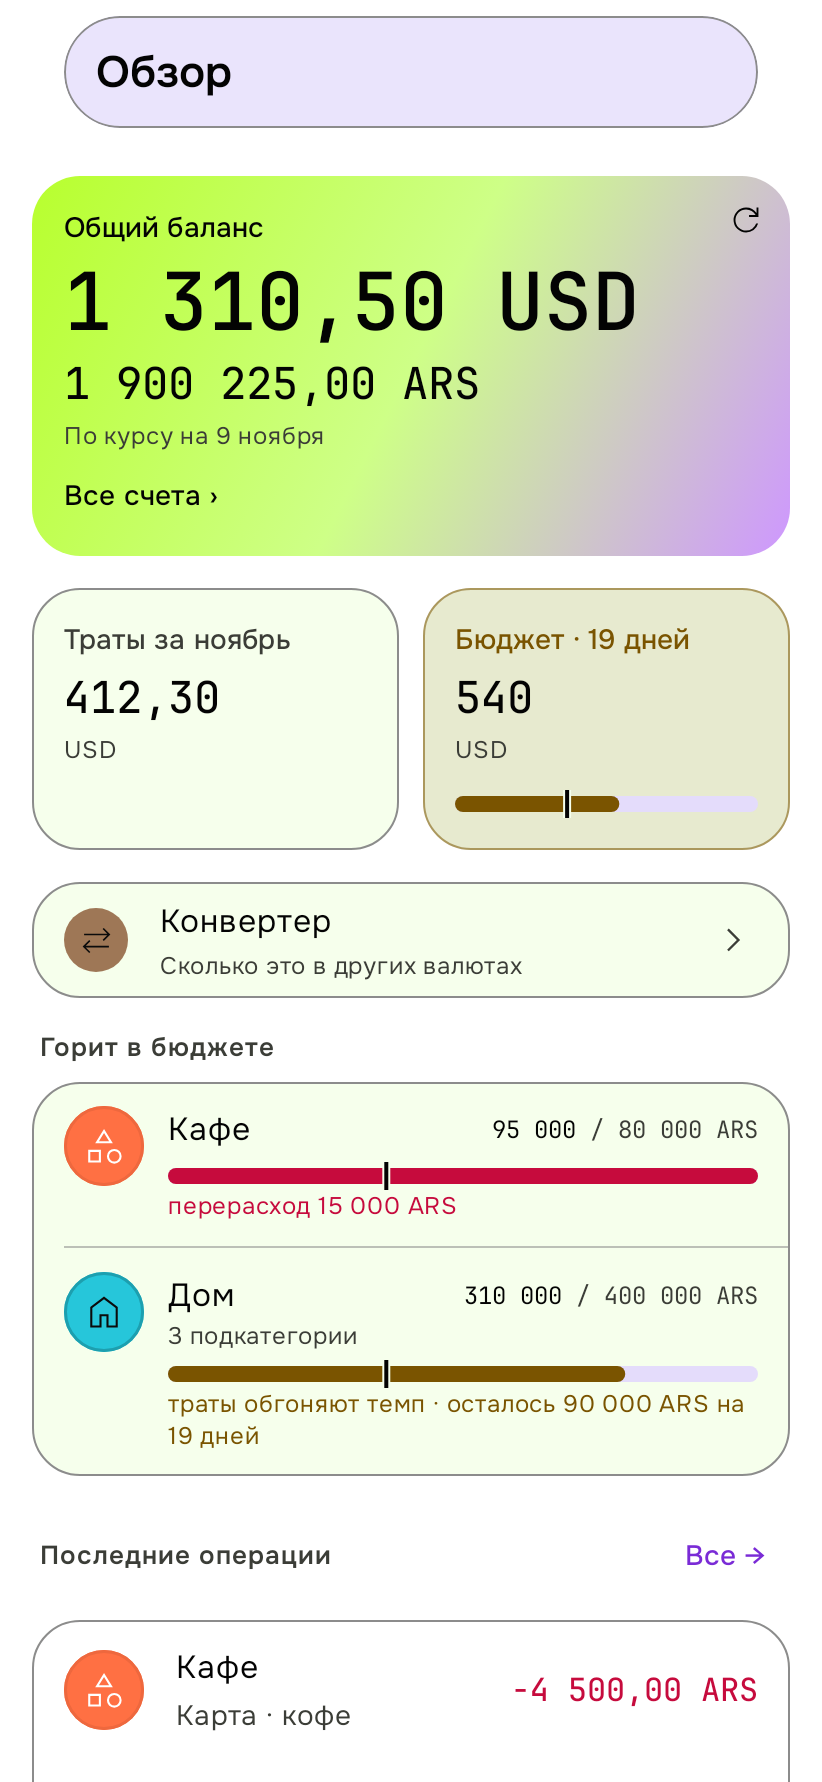 Обзор
Общий баланс
1 310,50 USD
1 900 225,00 ARS
По курсу на 9 ноября
Все счета ›
Траты за ноябрь
412,30
USD
Бюджет · 19 дней
540
USD
Конвертер
Сколько это в других валютах
Горит в бюджете
Кафе
95 000 / 80 000 ARS
перерасход 15 000 ARS
Дом
310 000 / 400 000 ARS
3 подкатегории
траты обгоняют темп · осталось 90 000 ARS на
19 дней
Последние операции
Все →
Кафе
-4 500,00 ARS
Карта · кофе